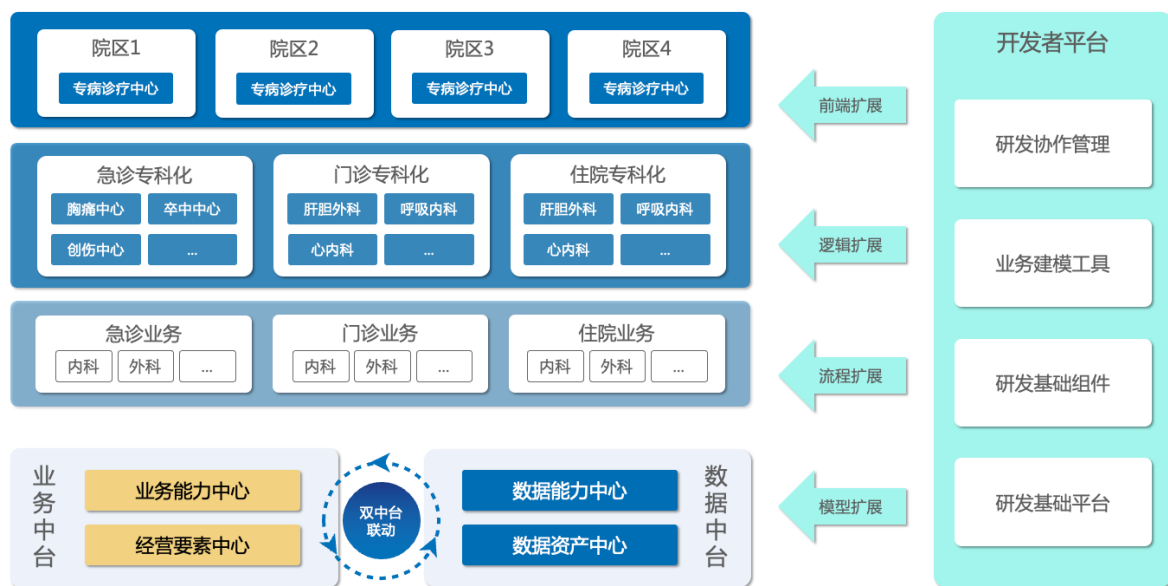 院区1
专病诊疗中心
院区2
专病诊疗中心
院区3
专病诊疗中心
院区4
专病诊疗中心
急诊专科化
胸痛中心
卒中中心
创伤中心
...
门诊专科化
肝胆外科
呼吸内科
心内科
...
住院专科化
肝胆外科
呼吸内科
心内科
...
急诊业务
内科
外科
...
门诊业务
内科
外科
...
住院业务
内科
外科
...
业务中台
业务能力中心
经营要素中心
双中台
联动
数据能力中心
数据资产中心
数据中台
前端扩展
逻辑扩展
流程扩展
模型扩展
开发者平台
研发协作管理
业务建模工具
研发基础组件
研发基础平台